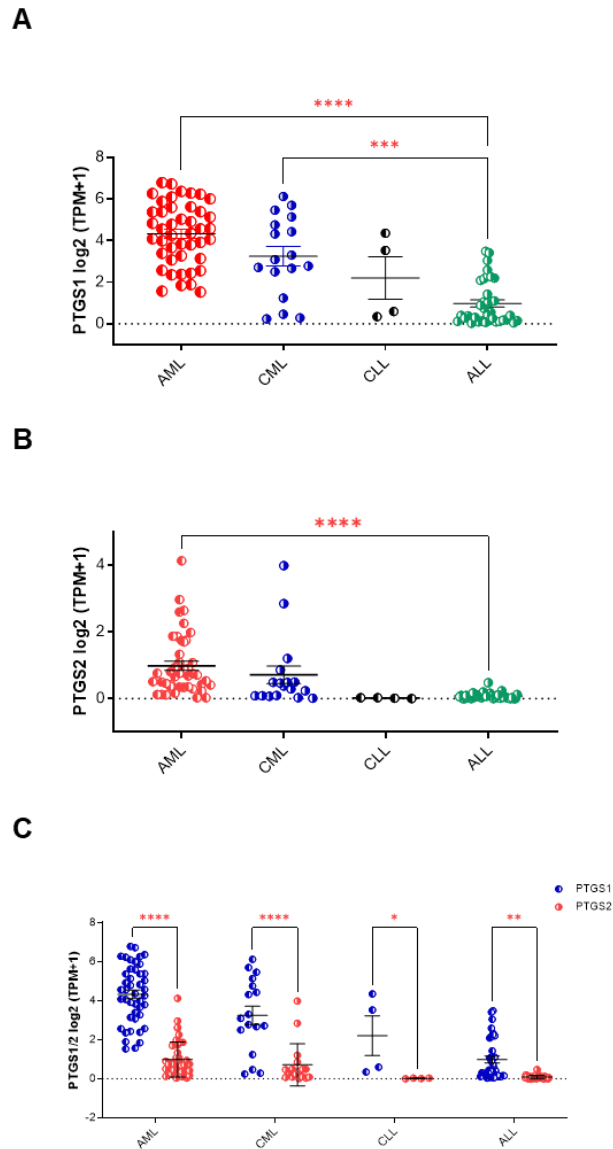 A
****
***
PTGS1 log2 (TPM+1)
8
6
4
2
0
AML
CML
CLL
ALL
B
****
PTGS2 log2 (TPM+1)
4
2
0
AML
CML
CLL
ALL
C
PTGS1
PTGS2
****
****
*
**
PTGS1/2 log2 (TPM+1)
8
6
4
2
0
-2
AML
CML
CLL
ALL